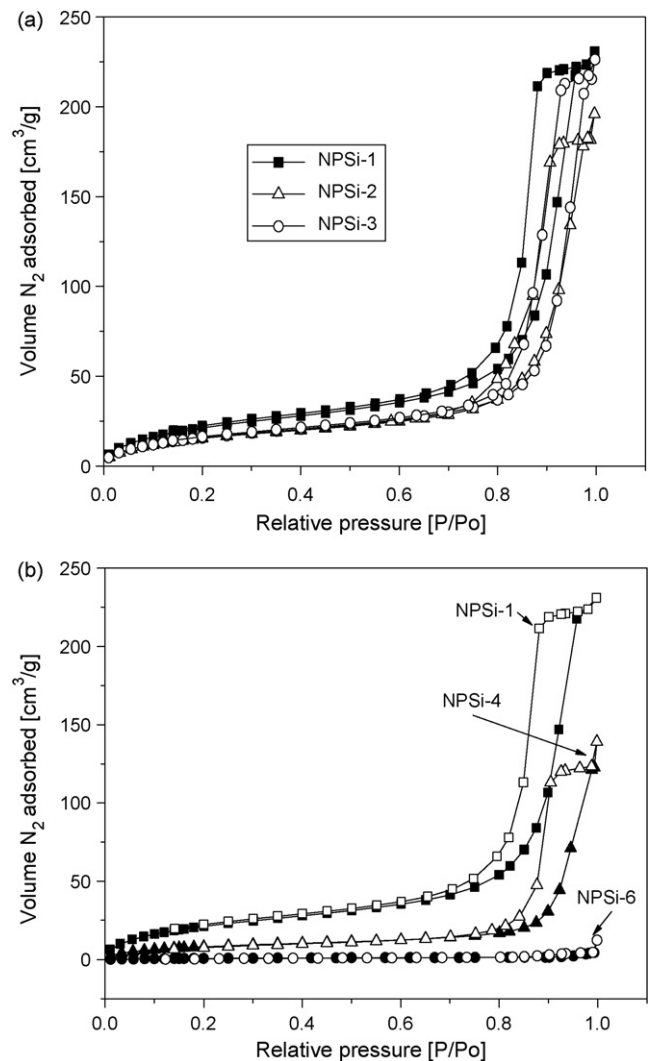 (a)
250
200
150
100
50
0
Volume N₂ adsorbed [cm³/g]
NPSi-1
NPSi-2
NPSi-3
0.0 0.2 0.4 0.6 0.8 1.0
Relative pressure [P/Po]
(b)
250
200
150
100
50
0
Volume N₂ adsorbed [cm³/g]
NPSi-1
NPSi-4
NPSi-6
0.0 0.2 0.4 0.6 0.8 1.0
Relative pressure [P/Po]